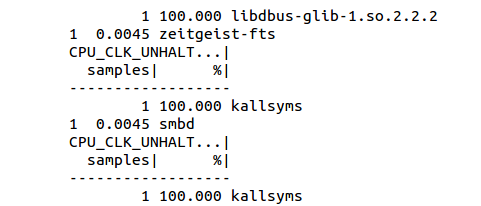 1 100.000 libdbus-glib-1.so.2.2.2
1 0.0045 zeitgeist-fts
CPU_CLK_UNHALT...|
samples| %|
------------------
1 100.000 kallsyms
1 0.0045 smbd
CPU_CLK_UNHALT...|
samples| %|
------------------
1 100.000 kallsyms